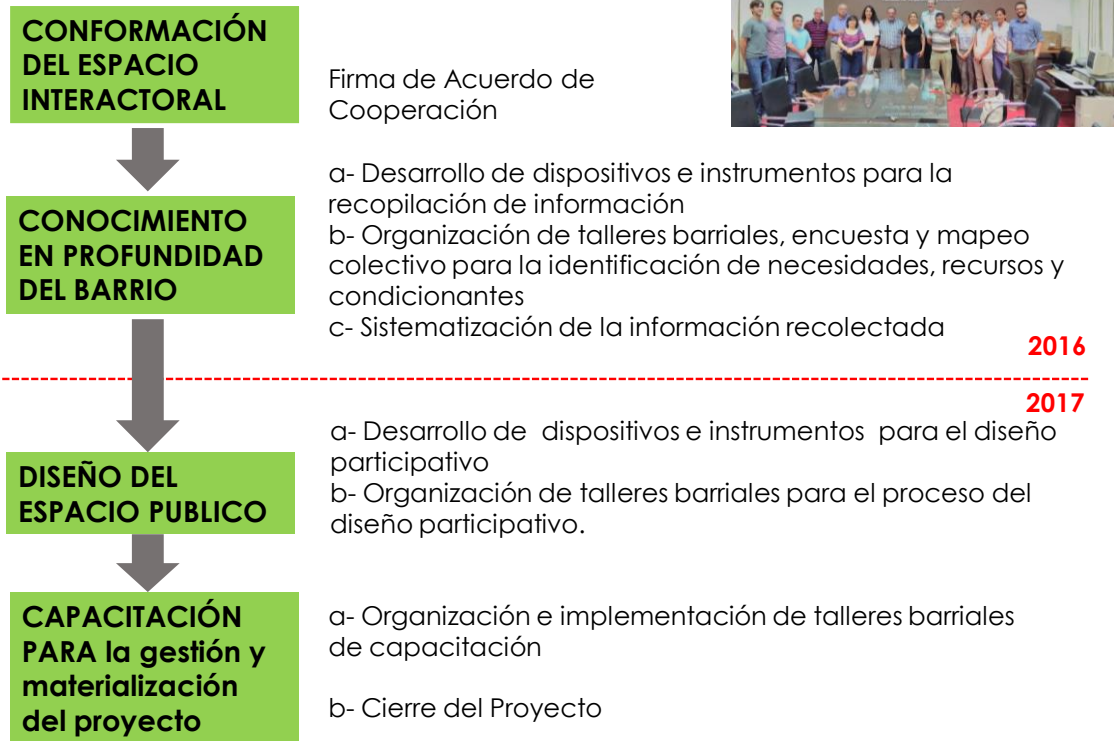 CONFORMACIÓN
DEL ESPACIO
INTERACTORAL
Firma de Acuerdo de
Cooperación
CONOCIMIENTO
EN PROFUNDIDAD
DEL BARRIO
a- Desarrollo de dispositivos e instrumentos para la
recopilación de información
b- Organización de talleres barriales, encuesta y mapeo
colectivo para la identificación de necesidades, recursos y
condicionantes
c- Sistematización de la información recolectada
2016
2017
DISEÑO DEL
ESPACIO PUBLICO
a- Desarrollo de dispositivos e instrumentos para el diseño
participativo
b- Organización de talleres barriales para el proceso del
diseño participativo.
CAPACITACIÓN
PARA la gestión y
materialización
del proyecto
a- Organización e implementación de talleres barriales
de capacitación
b- Cierre del Proyecto